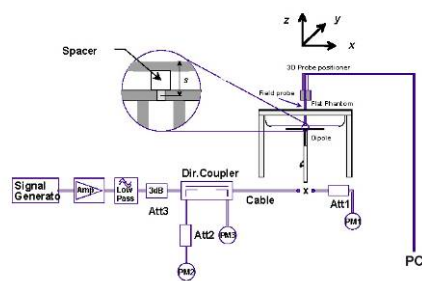 z
y
x
3D Probe positioner
Spacer
s
Field probe
Flat Phantom
Dipole
Dir.Coupler
Signal
Generato
Amp
Low
Pass
3dB
Att3
Cable
x
Att1
PM1
Att2
PM3
PM2
PC